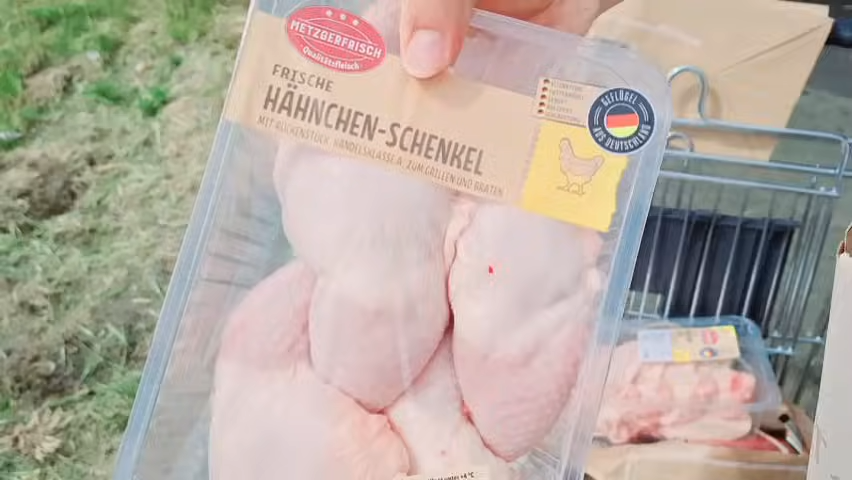 METZGERFRISCH
Qualitätsfleisch
FRISCHE
HÄHNCHEN-SCHENKEL
MIT RÜCKENSTÜCK, HANDELSKLASSE A, ZUM GRILLEN UND BRATEN
GEFLÜGEL
AUS DEUTSCHLAND